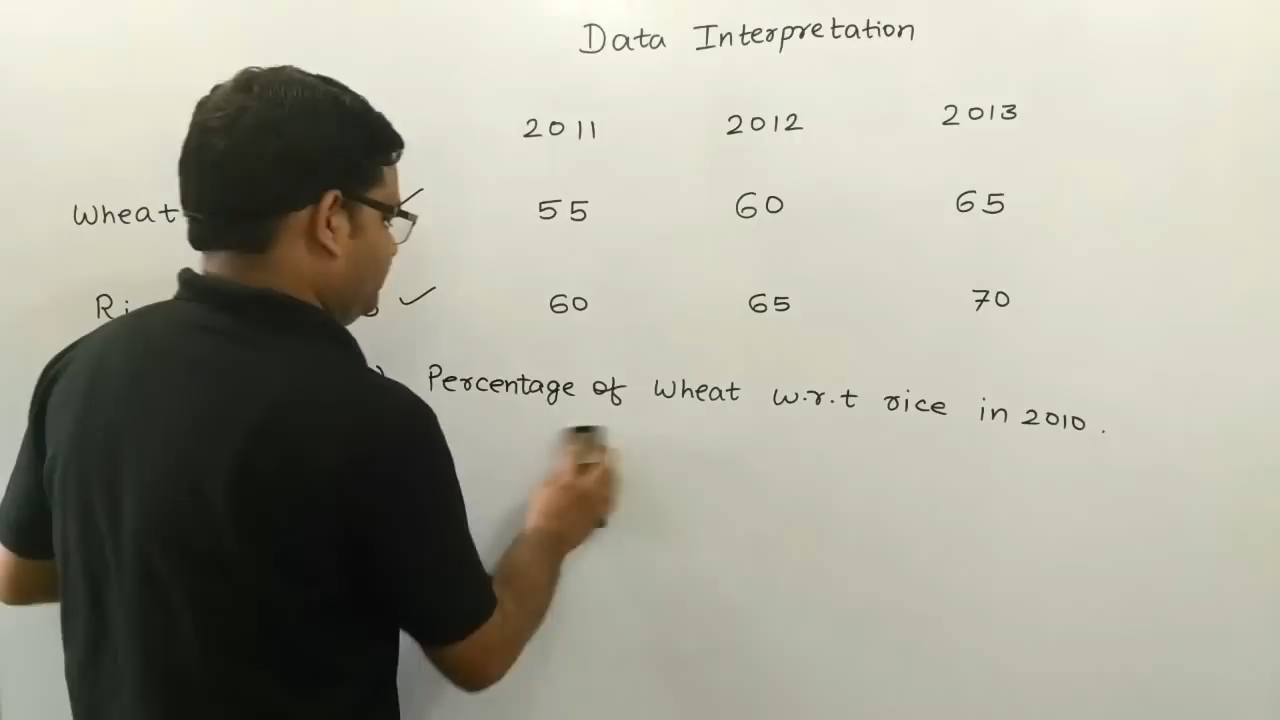 Data Interpretation
2011 2012 2013
Wheat 55 60 65
60 65 70
Percentage of Wheat w.r.t rice in 2010.